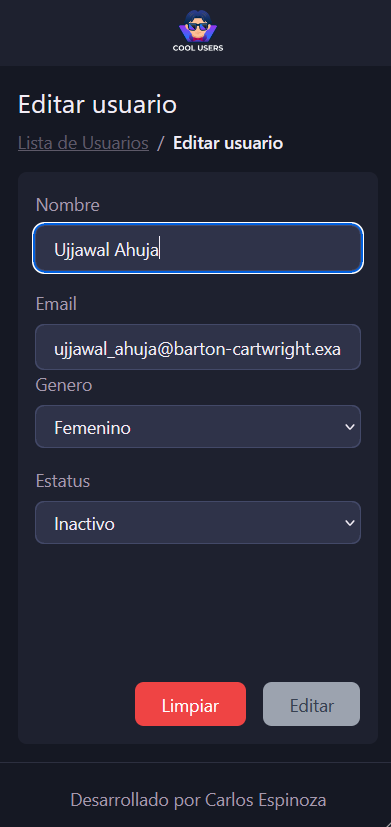 COOL USERS
Editar usuario
Lista de Usuarios / Editar usuario
Nombre
Ujjawal Ahuja
Email
ujjawal_ahuja@barton-cartwright.exa
Genero
Femenino
Estatus
Inactivo
Limpiar Editar
Desarrollado por Carlos Espinoza